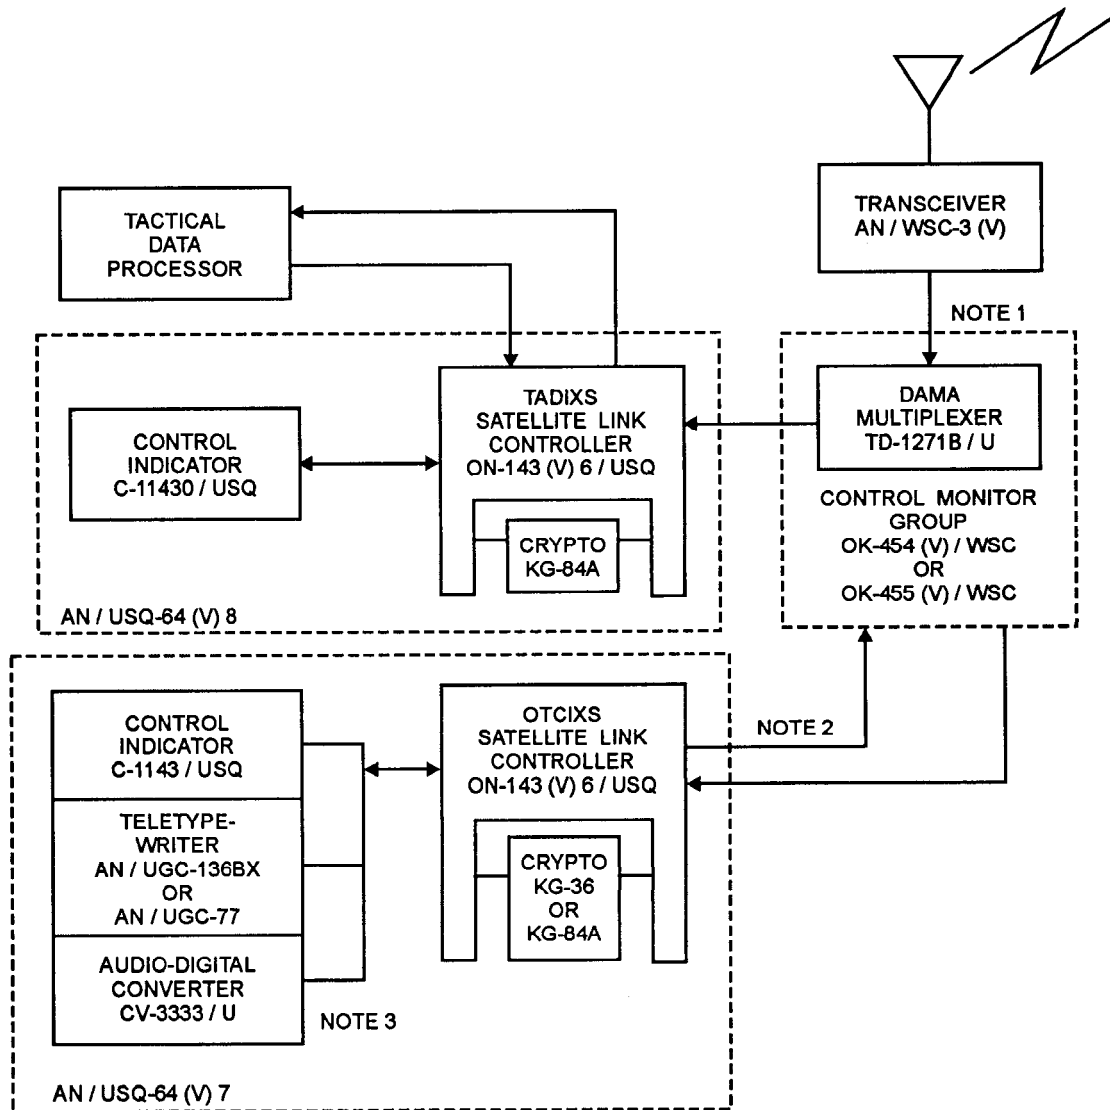 TRANSCEIVER
AN / WSC-3 (V)
TACTICAL
DATA
PROCESSOR
NOTE 1
TADIXS
SATELLITE LINK
CONTROLLER
ON-143 (V) 6 / USQ
DAMA
MULTIPLEXER
TD-1271B / U
CONTROL
INDICATOR
C-11430 / USQ
CONTROL MONITOR
GROUP
OK-454 (V) / WSC
OR
OK-455 (V) / WSC
CRYPTO
KG-84A
AN / USQ-64 (V) 8
CONTROL
INDICATOR
C-1143 / USQ
OTCIXS
SATELLITE LINK
CONTROLLER
ON-143 (V) 6 / USQ
NOTE 2
TELETYPE-
WRITER
AN / UGC-136BX
OR
AN / UGC-77
CRYPTO
KG-36
OR
KG-84A
AUDIO-DIGITAL
CONVERTER
CV-3333 / U
NOTE 3
AN / USQ-64 (V) 7